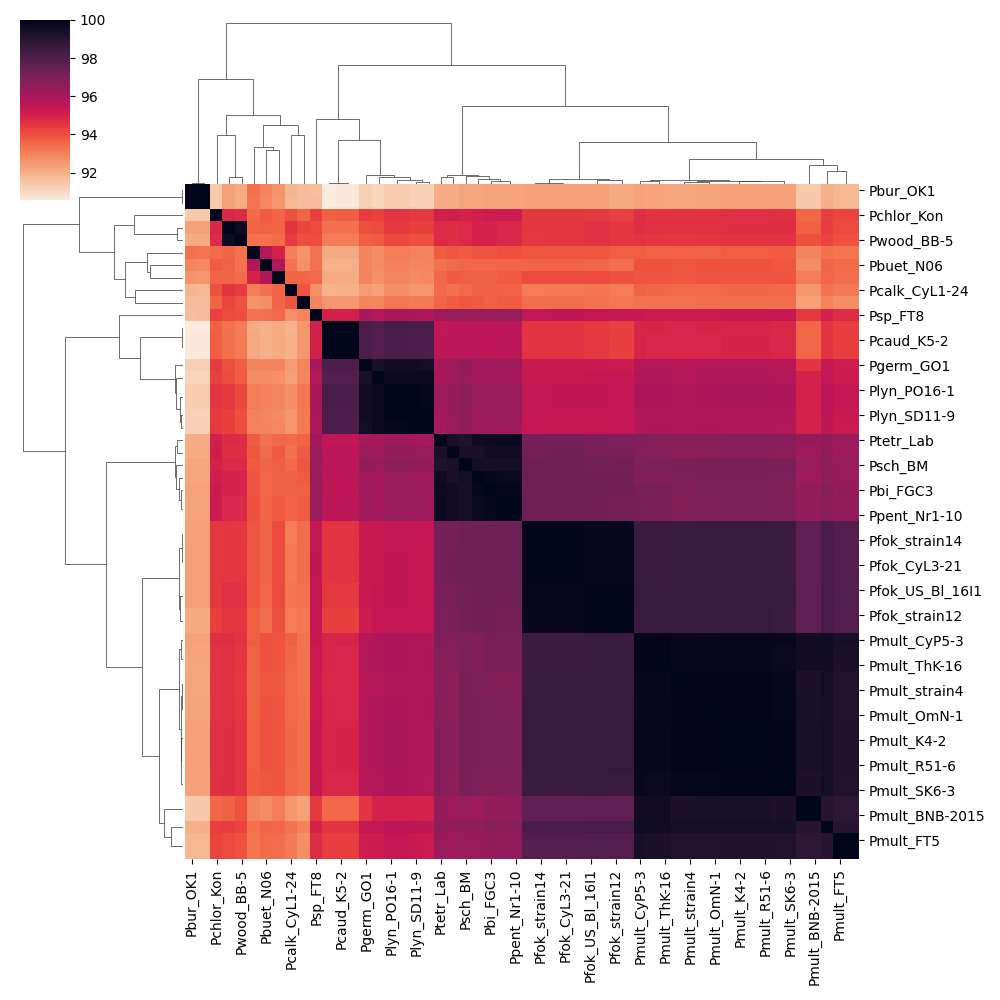 100
98
96
94
92
Pbur_OK1
Pchlor_Kon
Pwood_BB-5
Pbuet_N06
Pcalk_CyL1-24
Psp_FT8
Pcaud_K5-2
Pgerm_GO1
Plyn_PO16-1
Plyn_SD11-9
Ptetr_Lab
Psch_BM
Pbi_FGC3
Ppent_Nr1-10
Pfok_strain14
Pfok_CyL3-21
Pfok_US_Bl_16I1
Pfok_strain12
Pmult_CyP5-3
Pmult_ThK-16
Pmult_strain4
Pmult_OmN-1
Pmult_K4-2
Pmult_R51-6
Pmult_SK6-3
Pmult_BNB-2015
Pmult_FT5
Pbur_OK1
Pchlor_Kon
Pwood_BB-5
Pbuet_N06
Pcalk_CyL1-24
Psp_FT8
Pcaud_K5-2
Pgerm_GO1
Plyn_PO16-1
Plyn_SD11-9
Ptetr_Lab
Psch_BM
Pbi_FGC3
Ppent_Nr1-10
Pfok_strain14
Pfok_CyL3-21
Pfok_US_Bl_16I1
Pfok_strain12
Pmult_CyP5-3
Pmult_ThK-16
Pmult_strain4
Pmult_OmN-1
Pmult_K4-2
Pmult_R51-6
Pmult_SK6-3
Pmult_BNB-2015
Pmult_FT5